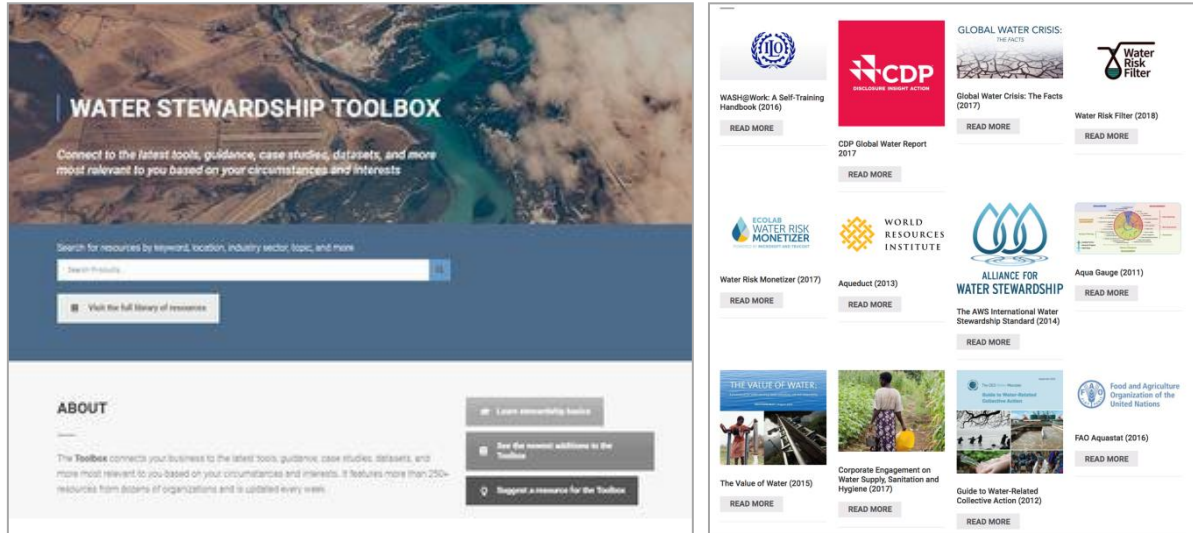 WATER STEWARDSHIP TOOLBOX
Connect to the latest tools, guidance, case studies, datasets, and more
most relevant to you based on your circumstances and interests
Search for resources by keyword, location, industry sector, topic, and more
Search Products...
Visit the full library of resources
ABOUT
The Toolbox connects your business to the latest tools, guidance, case studies, datasets, and
more most relevant to you based on your circumstances and interests. It features more than 250+
resources from dozens of organizations and is updated every week.
Learn stewardship basics
See the newest additions to the
Toolbox
Suggest a resource for the Toolbox
ILO
WASH@Work: A Self-Training
Handbook (2016)
READ MORE
CDP
DISCLOSURE INSIGHT ACTION
CDP Global Water Report
2017
READ MORE
GLOBAL WATER CRISIS:
THE FACTS
Global Water Crisis: The Facts
(2017)
READ MORE
Water
Risk
Filter
Water Risk Filter (2018)
READ MORE
ECOLAB
WATER RISK
MONETIZER
Water Risk Monetizer (2017)
READ MORE
WORLD
RESOURCES
INSTITUTE
Aqueduct (2013)
READ MORE
ALLIANCE FOR
WATER STEWARDSHIP
The AWS International Water
Stewardship Standard (2014)
READ MORE
Aqua Gauge (2011)
READ MORE
THE VALUE OF WATER:
The Value of Water (2015)
READ MORE
Corporate Engagement on
Water Supply, Sanitation and
Hygiene (2017)
READ MORE
Guide to Water-Related
Collective Action
Guide to Water-Related
Collective Action (2012)
READ MORE
FAO
Food and Agriculture
Organization of the
United Nations
FAO Aquastat (2016)
READ MORE